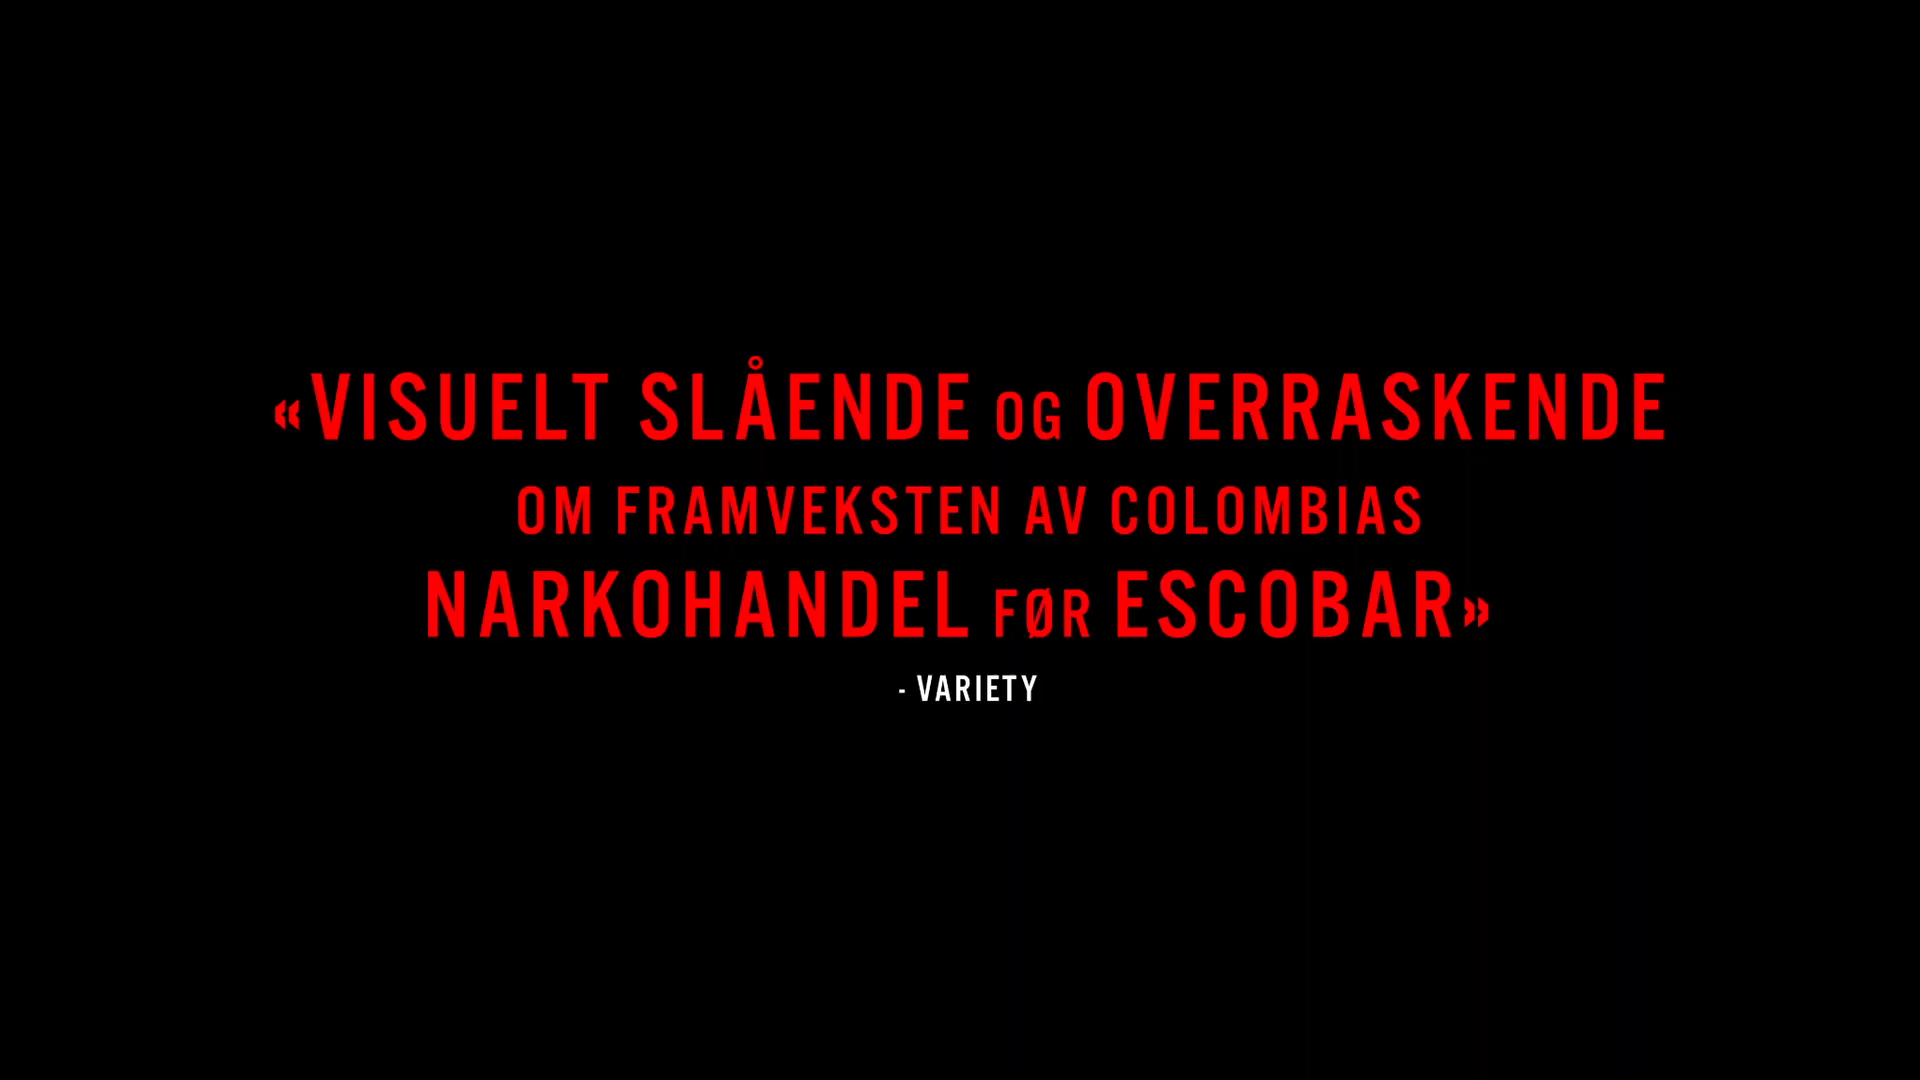 «VISUELT SLÅENDE OG OVERRASKENDE
OM FRAMVEKSTEN AV COLOMBIAS
NARKOHANDEL FØR ESCOBAR»
- VARIETY